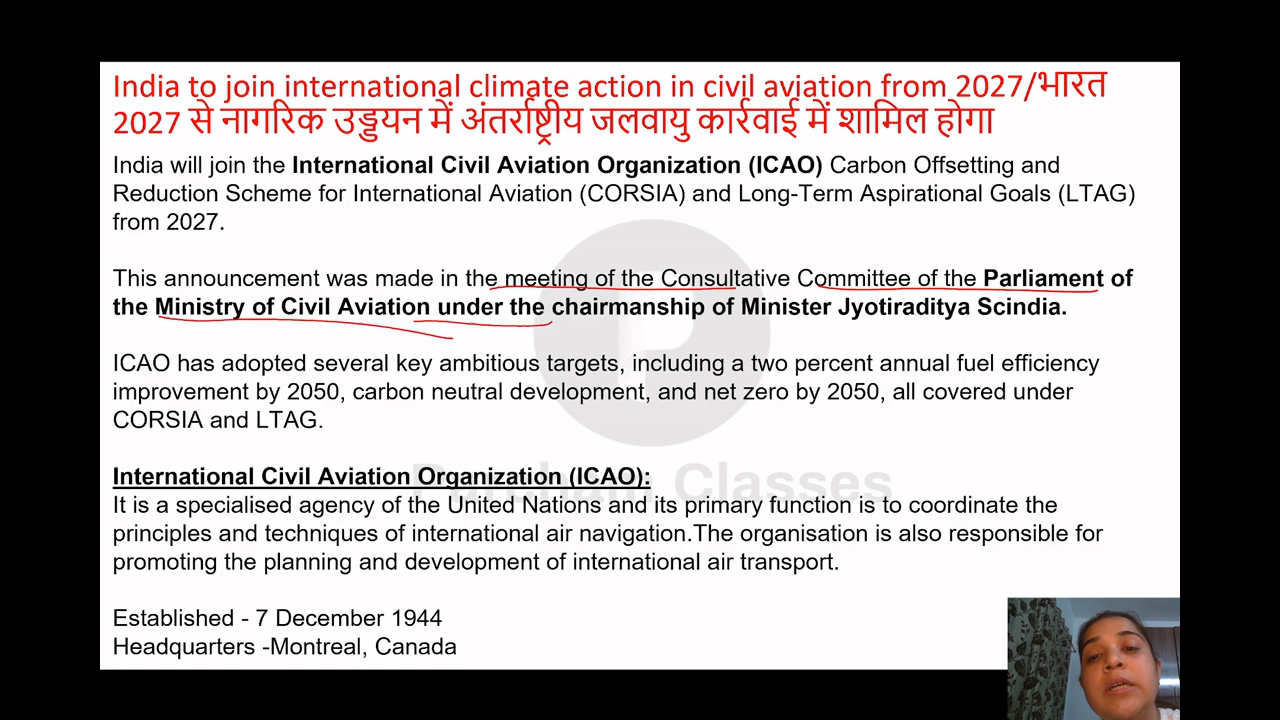 India to join international climate action in civil aviation from 2027/भारत
2027 से नागरिक उड्डयन में अंतर्राष्ट्रीय जलवायु कार्रवाई में शामिल होगा
India will join the International Civil Aviation Organization (ICAO) Carbon Offsetting and
Reduction Scheme for International Aviation (CORSIA) and Long-Term Aspirational Goals (LTAG)
from 2027.
This announcement was made in the meeting of the Consultative Committee of the Parliament of
the Ministry of Civil Aviation under the chairmanship of Minister Jyotiraditya Scindia.
ICAO has adopted several key ambitious targets, including a two percent annual fuel efficiency
improvement by 2050, carbon neutral development, and net zero by 2050, all covered under
CORSIA and LTAG.
International Civil Aviation Organization (ICAO):
It is a specialised agency of the United Nations and its primary function is to coordinate the
principles and techniques of international air navigation.The organisation is also responsible for
promoting the planning and development of international air transport.
Established - 7 December 1944
Headquarters -Montreal, Canada